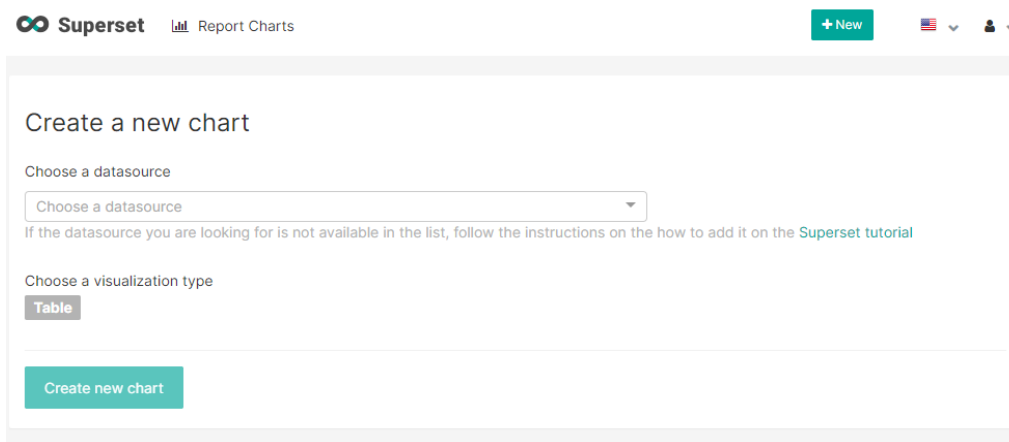 Superset Report Charts + New
Create a new chart
Choose a datasource
Choose a datasource
If the datasource you are looking for is not available in the list, follow the instructions on the how to add it on the Superset tutorial
Choose a visualization type
Table
Create new chart